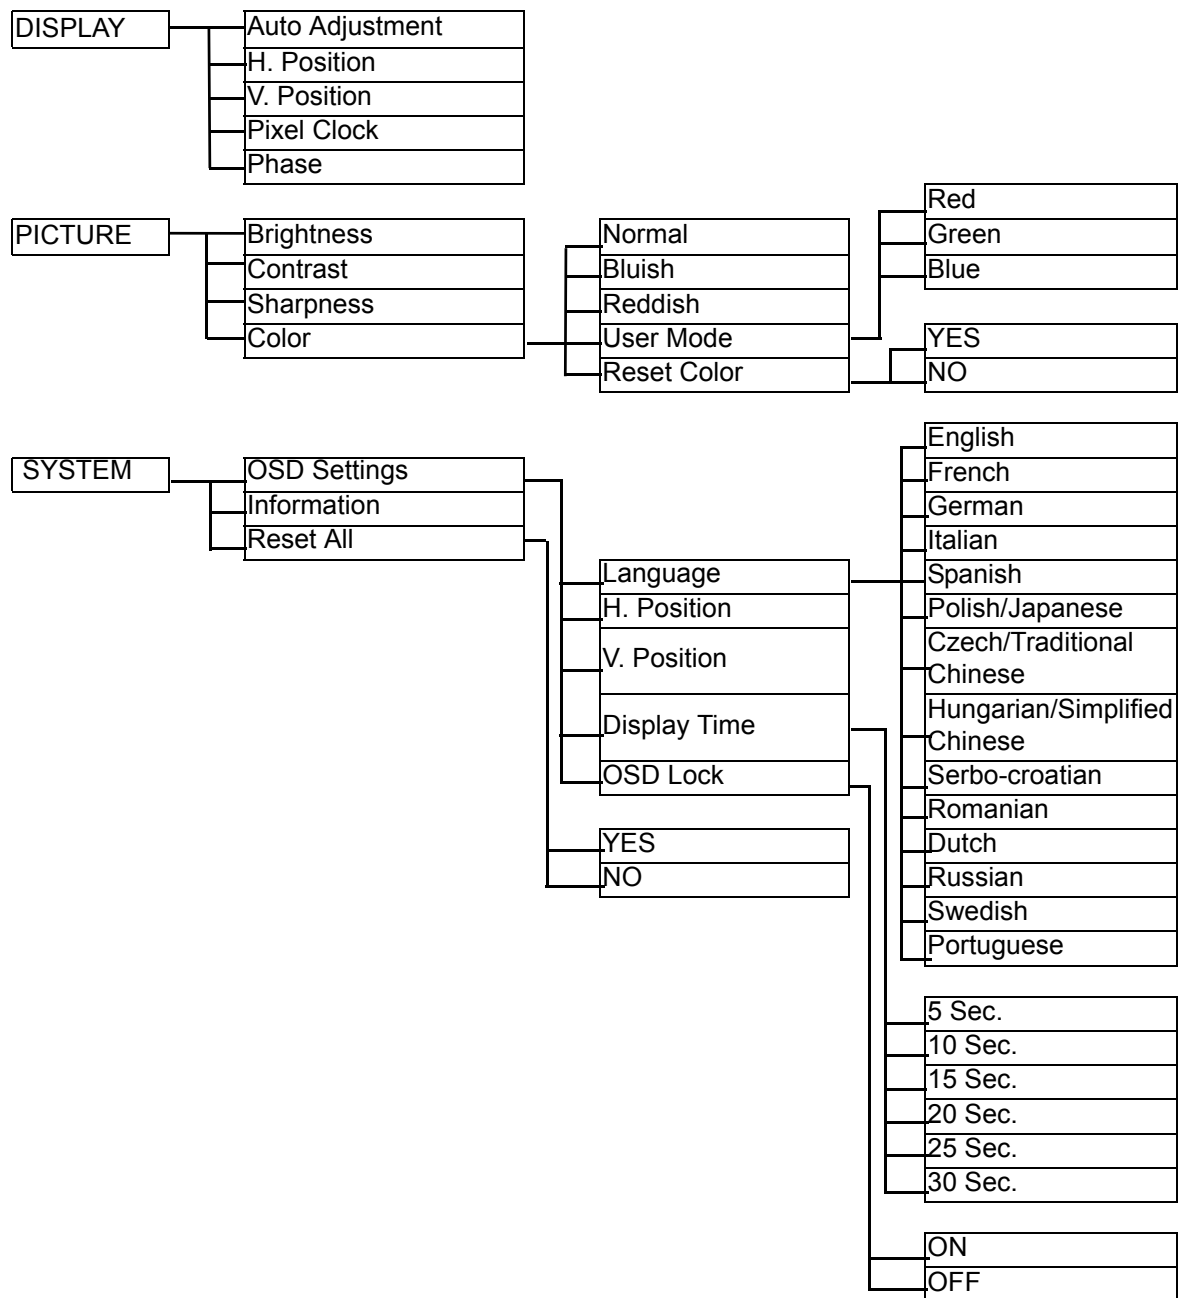 DISPLAY
Auto Adjustment
H. Position
V. Position
Pixel Clock
Phase
PICTURE
Brightness
Contrast
Sharpness
Color
Normal
Bluish
Reddish
User Mode
Reset Color
Red
Green
Blue
YES
NO
SYSTEM
OSD Settings
Information
Reset All
Language
H. Position
V. Position
Display Time
OSD Lock
YES
NO
English
French
German
Italian
Spanish
Polish/Japanese
Czech/Traditional
Chinese
Hungarian/Simplified
Chinese
Serbo-croatian
Romanian
Dutch
Russian
Swedish
Portuguese
5 Sec.
10 Sec.
15 Sec.
20 Sec.
25 Sec.
30 Sec.
ON
OFF